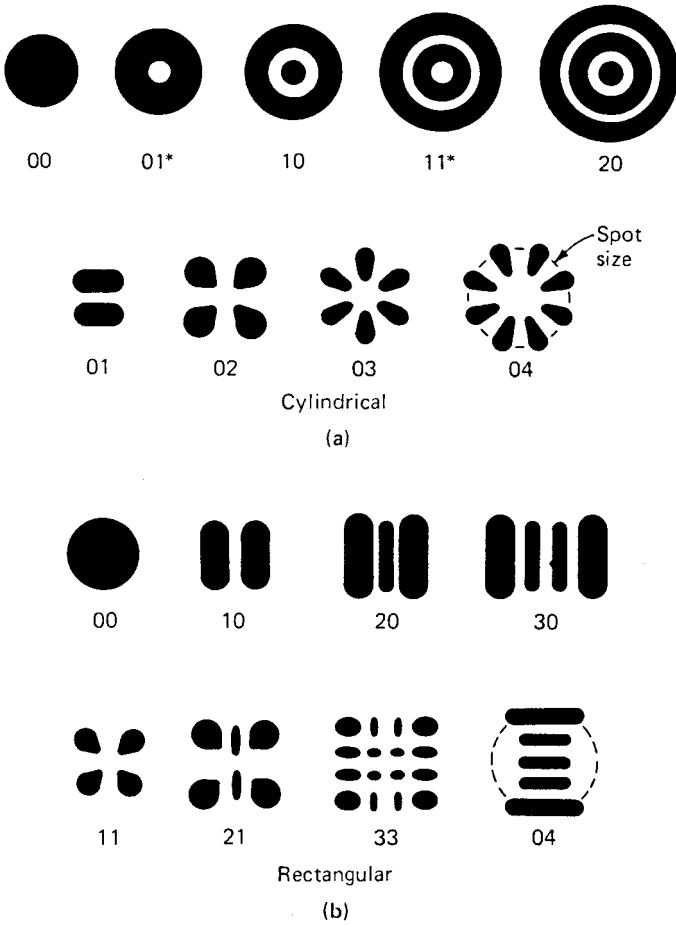 00 01* 10 11* 20
Spot
size
01 02 03 04
Cylindrical
(a)
00 10 20 30
11 21 33 04
Rectangular
(b)